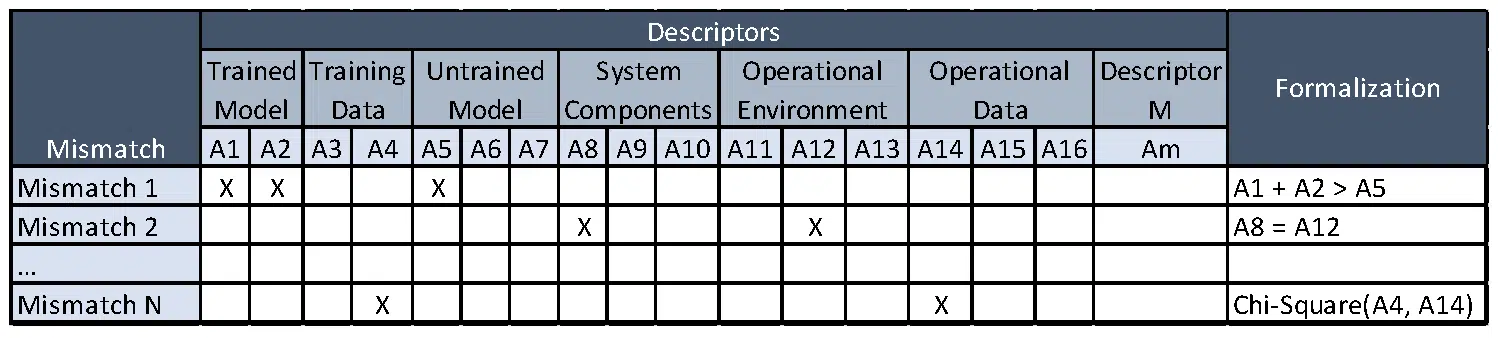 Descriptors
Trained Training Untrained System Operational Operational Descriptor
Model Data Model Components Environment Data M
Formalization
Mismatch A1 A2 A3 A4 A5 A6 A7 A8 A9 A10 A11 A12 A13 A14 A15 A16 Am
Mismatch 1 X X X A1 + A2 > A5
Mismatch 2 X X A8 = A12
...
Mismatch N X X Chi-Square(A4, A14)